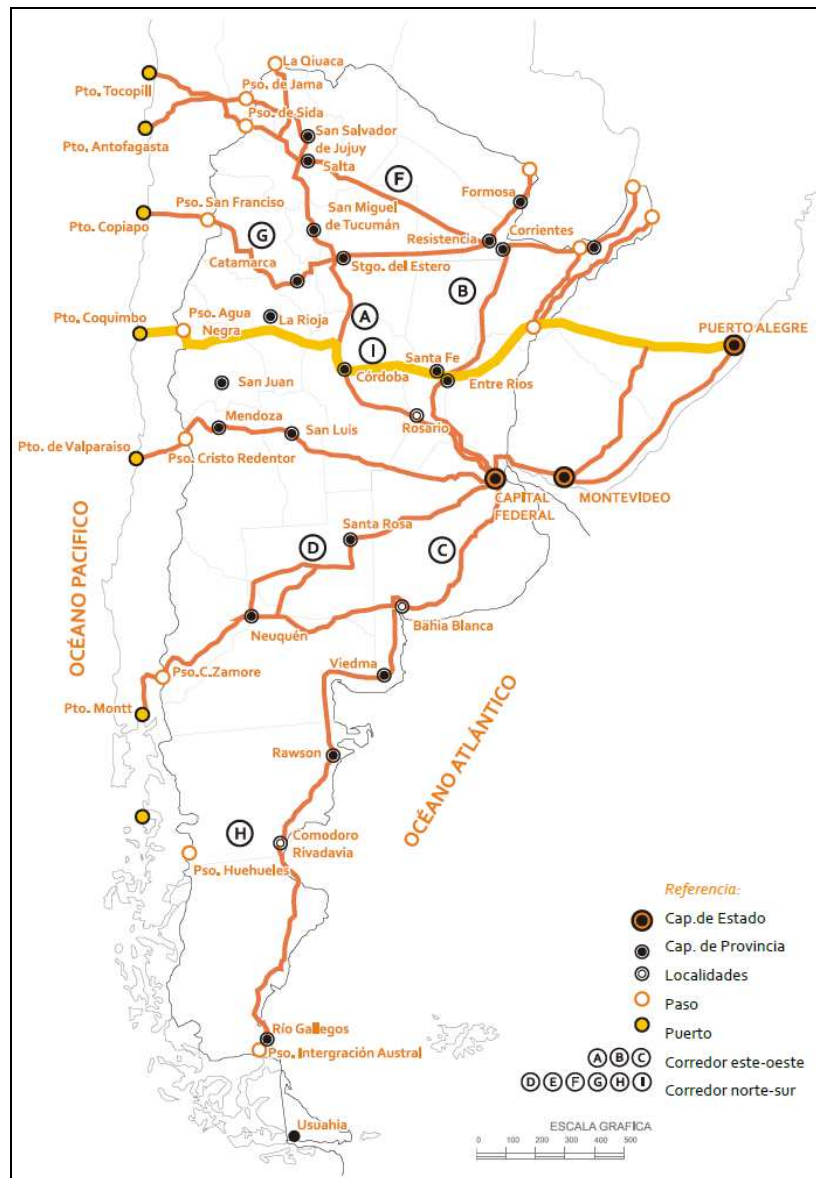 La Qiuaca
Pto. Tocopill
Pso. de Jama
Pso. de Sida
Pto. Antofagasta
San Salvador
de Jujuy
Salta
F
Formosa
Pso. San Franciso
Pto. Copiapo
San Miguel
de Tucumán
G
Resistencia
Corrientes
Catamarca
Stgo. del Estero
B
Pto. Coquimbo
Pso. Agua
Negra
La Rioja
A
I
PUERTO ALEGRE
Santa Fe
Córdoba
Entre Rios
San Juan
Mendoza
San Luis
Rosario
Pto. de Valparaiso
Pso. Cristo Redentor
CAPITAL
FEDERAL
MONTEVIDEO
OCÉANO PACIFICO
Santa Rosa
D
C
Neuquén
Bahia Blanca
Viedma
Pso.C.Zamore
Pto. Montt
OCÉANO ATLÁNTICO
Rawson
H
Comodoro
Rivadavia
Pso. Huehueles
Referencia:
Cap.de Estado
Cap. de Provincia
Localidades
Paso
Puerto
A B C Corredor este-oeste
D E F G H I Corredor norte-sur
Río Gallegos
Pso. Intergración Austral
Usuahia
ESCALA GRAFICA
0 100 200 300 400 500